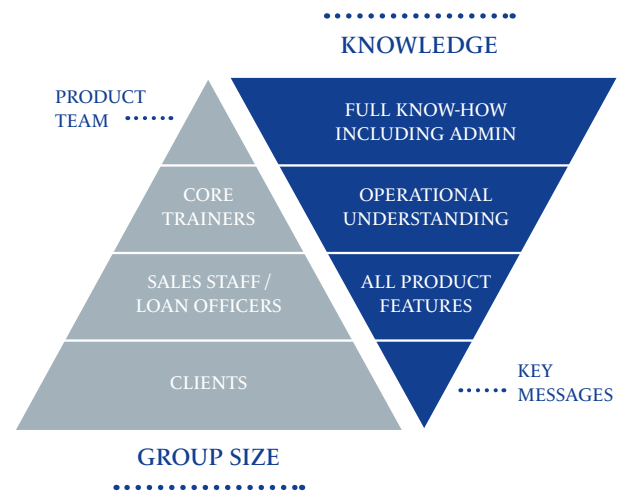 KNOWLEDGE
PRODUCT
TEAM
FULL KNOW-HOW
INCLUDING ADMIN
CORE
TRAINERS
OPERATIONAL
UNDERSTANDING
SALES STAFF /
LOAN OFFICERS
ALL PRODUCT
FEATURES
CLIENTS
KEY
MESSAGES
GROUP SIZE